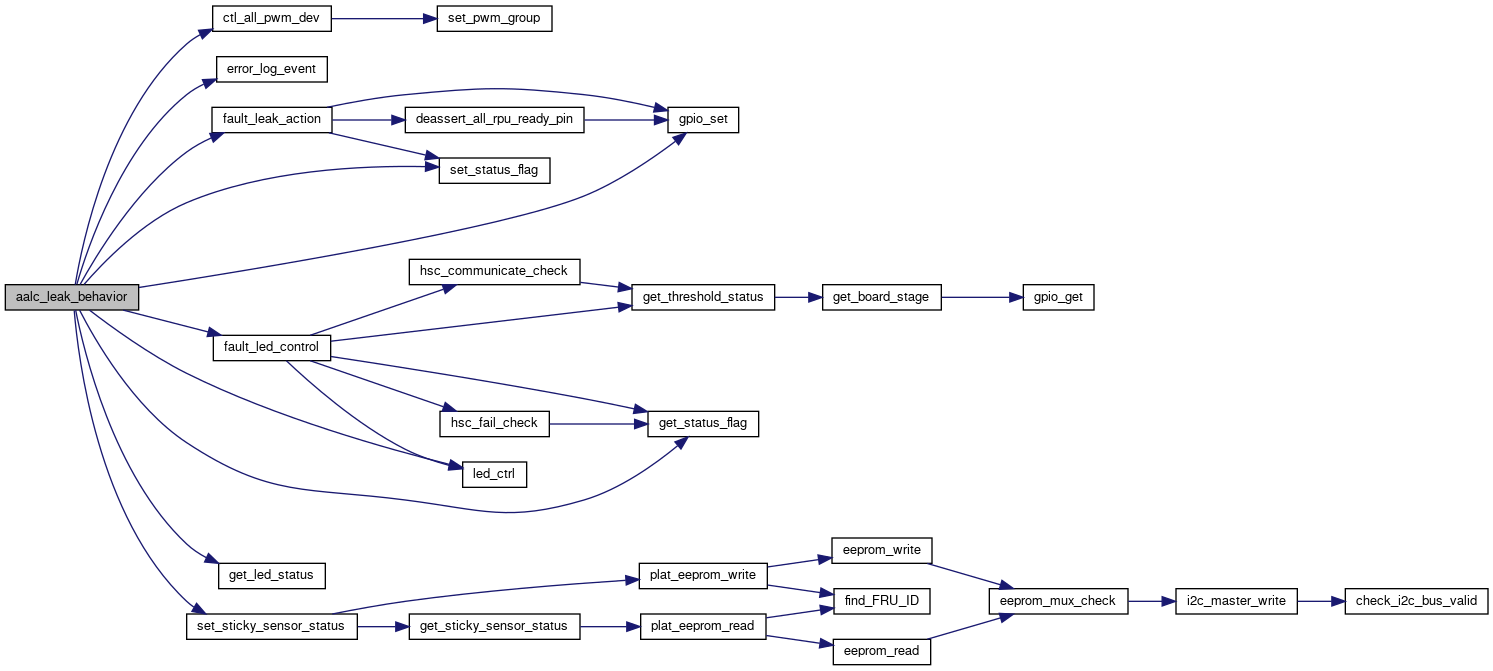 ctl_all_pwm_dev
set_pwm_group
error_log_event
fault_leak_action
deassert_all_rpu_ready_pin
gpio_set
set_status_flag
hsc_communicate_check
aalc_leak_behavior
get_threshold_status
get_board_stage
gpio_get
fault_led_control
hsc_fail_check
get_status_flag
led_ctrl
eeprom_write
get_led_status
plat_eeprom_write
find_FRU_ID
eeprom_mux_check
i2c_master_write
check_i2c_bus_valid
set_sticky_sensor_status
get_sticky_sensor_status
plat_eeprom_read
eeprom_read